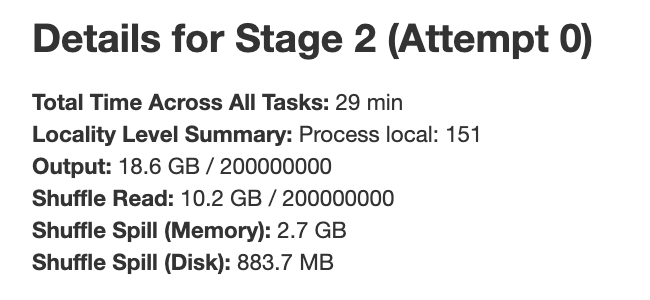 Details for Stage 2 (Attempt 0)
Total Time Across All Tasks: 29 min
Locality Level Summary: Process local: 151
Output: 18.6 GB / 200000000
Shuffle Read: 10.2 GB / 200000000
Shuffle Spill (Memory): 2.7 GB
Shuffle Spill (Disk): 883.7 MB